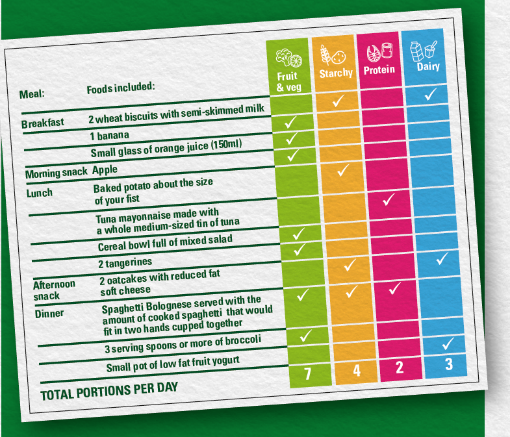 Fruit & veg
Starchy
Protein
Dairy
Meal: Foods included:
Breakfast 2 wheat biscuits with semi-skimmed milk
1 banana
Small glass of orange juice (150ml)
Morning snack Apple
Lunch Baked potato about the size
of your fist
Tuna mayonnaise made with
a whole medium-sized tin of tuna
Cereal bowl full of mixed salad
2 tangerines
Afternoon 2 oatcakes with reduced fat
snack soft cheese
Dinner Spaghetti Bolognese served with the
amount of cooked spaghetti that would
fit in two hands cupped together
3 serving spoons or more of broccoli
Small pot of low fat fruit yogurt
TOTAL PORTIONS PER DAY 7 4 2 3